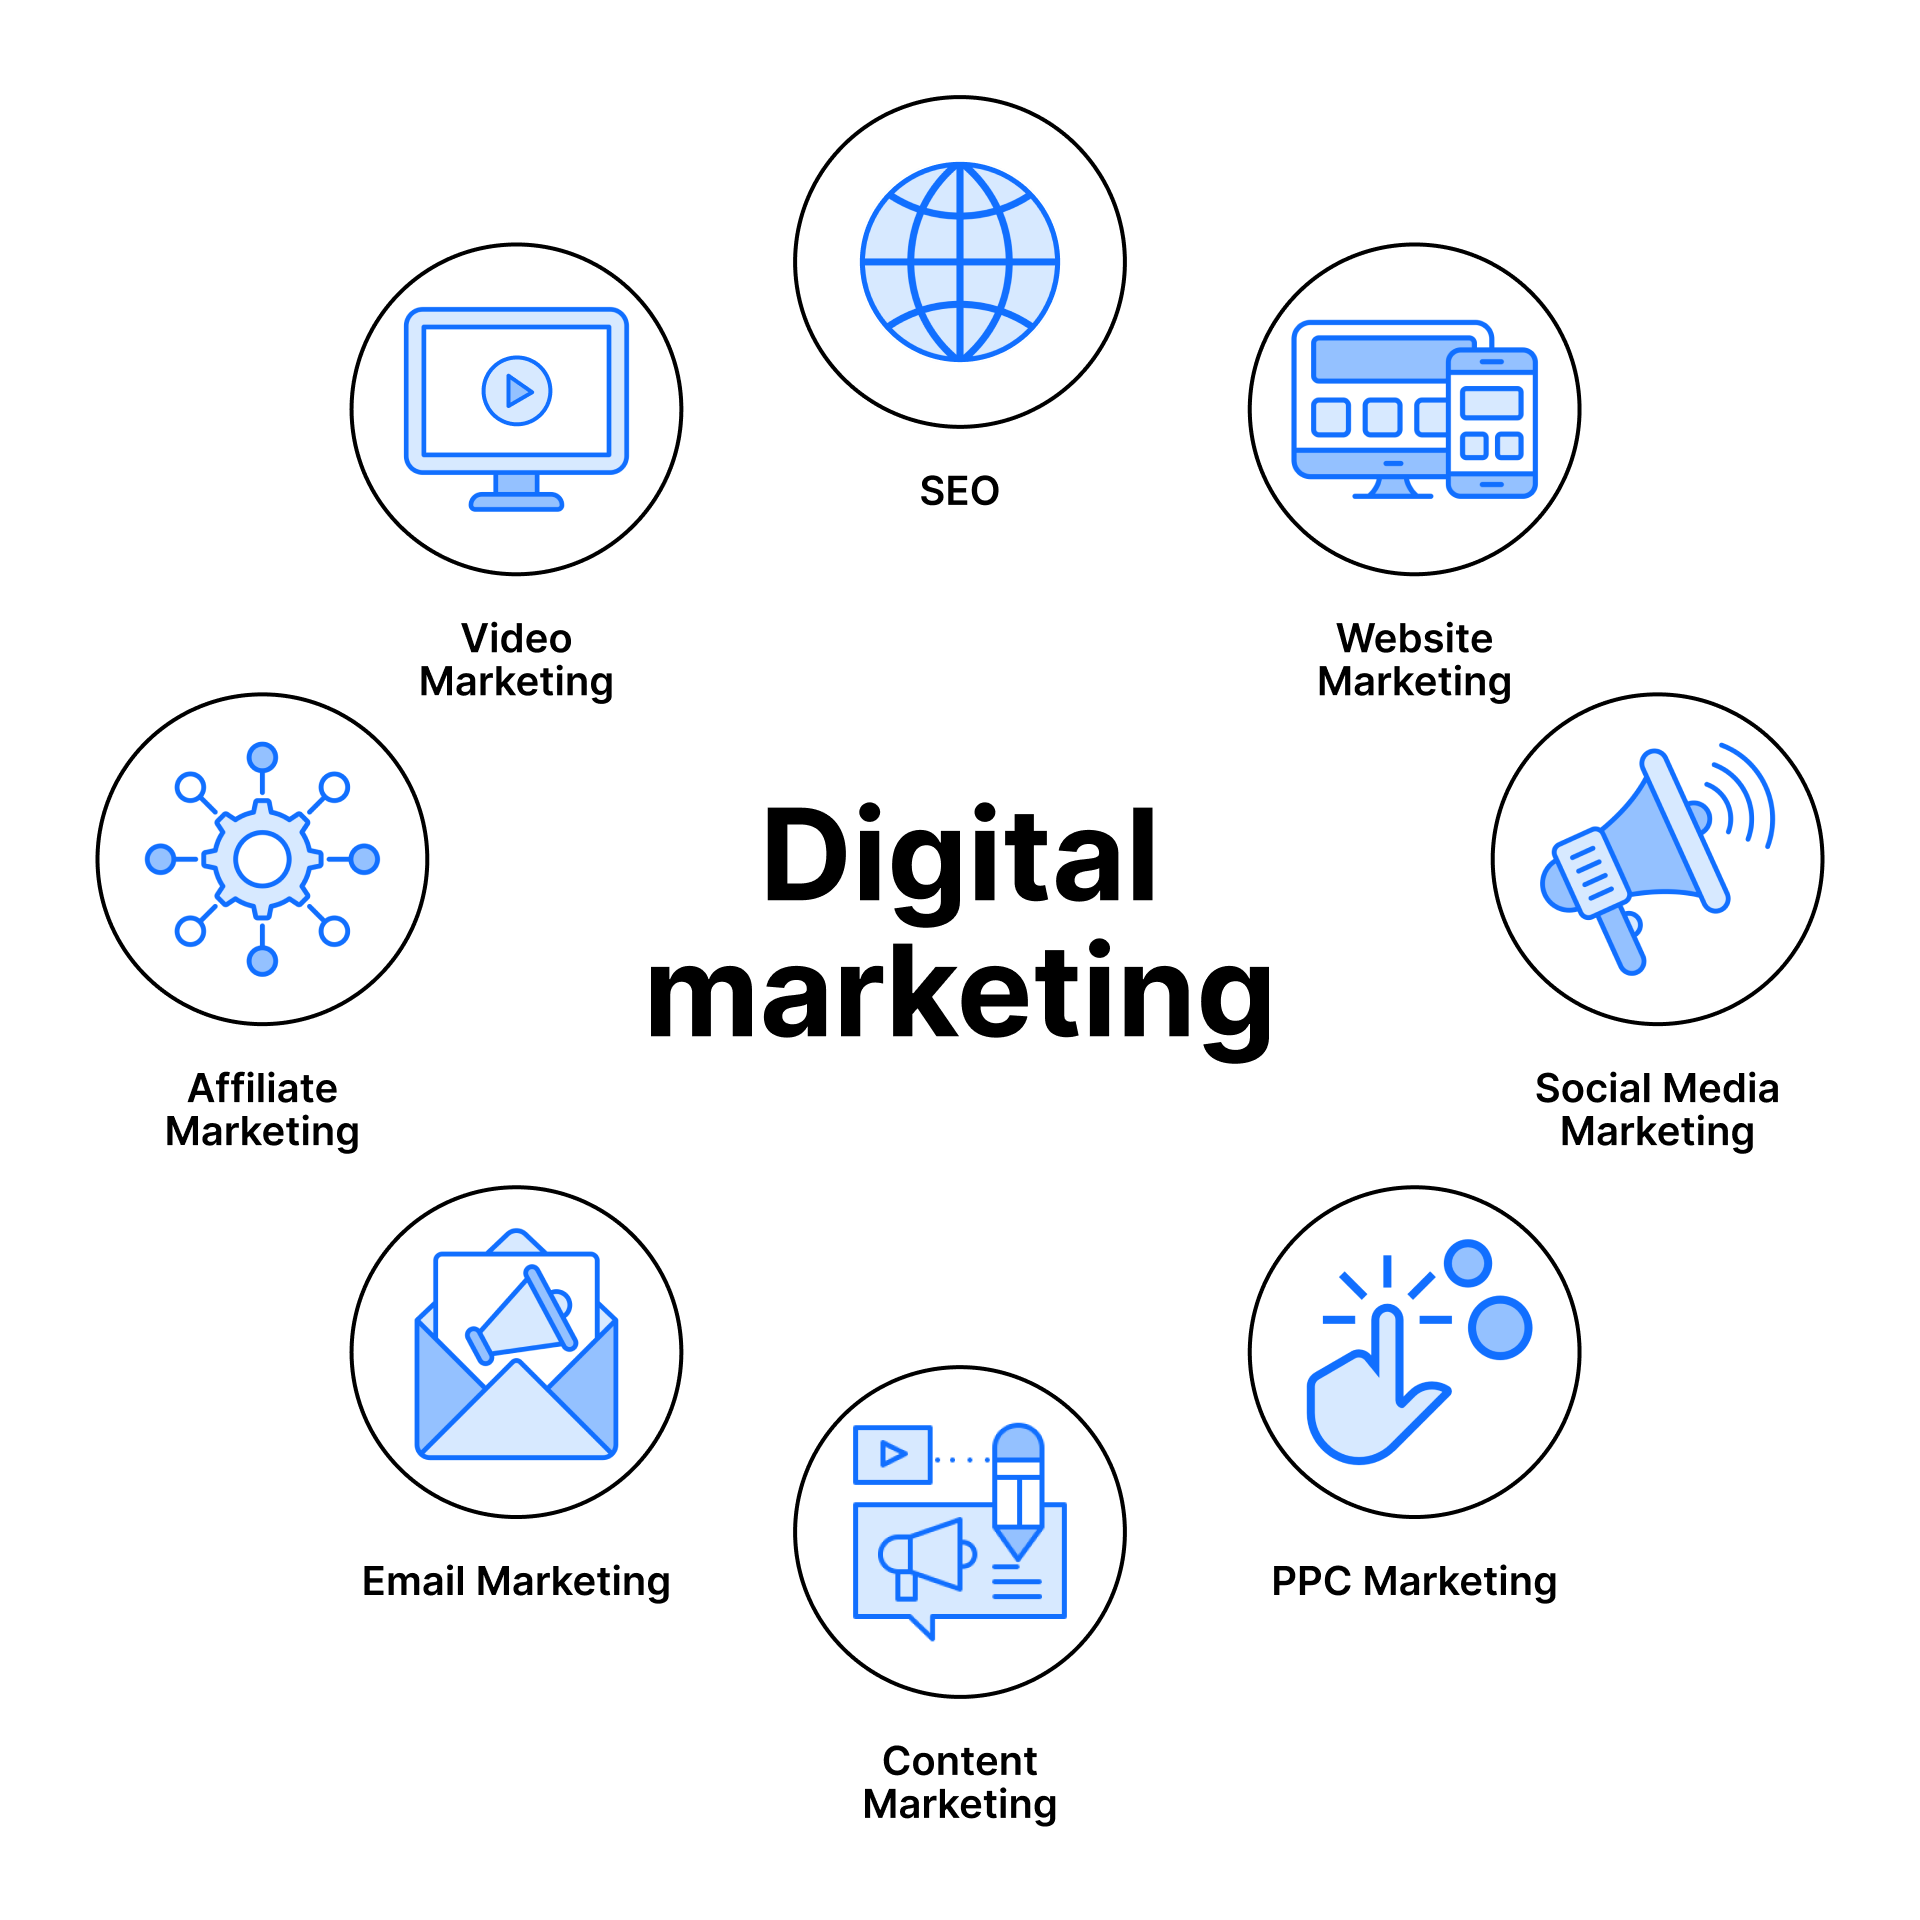 SEO
Video
Marketing
Website
Marketing
Digital
marketing
Affiliate
Marketing
Social Media
Marketing
Email Marketing
PPC Marketing
Content
Marketing